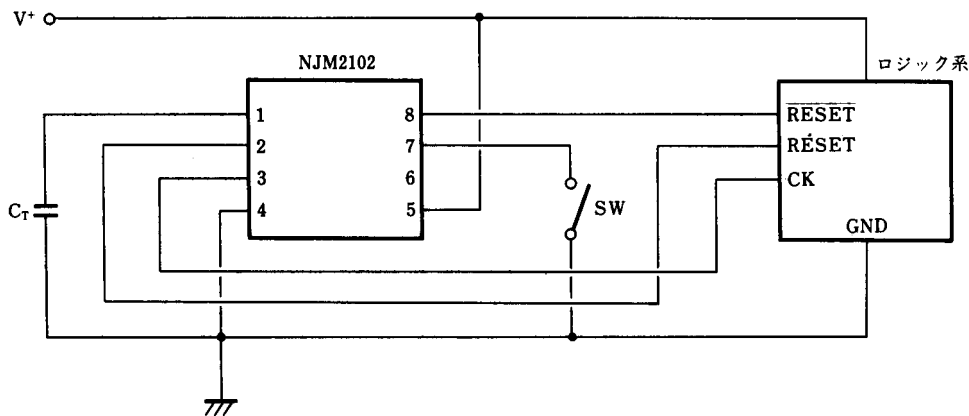 V⁺
NJM2102
ロジック系
1 8 R̅E̅S̅E̅T̅
2 7 RESET
3 6 CK
4 5
C_T
SW
GND